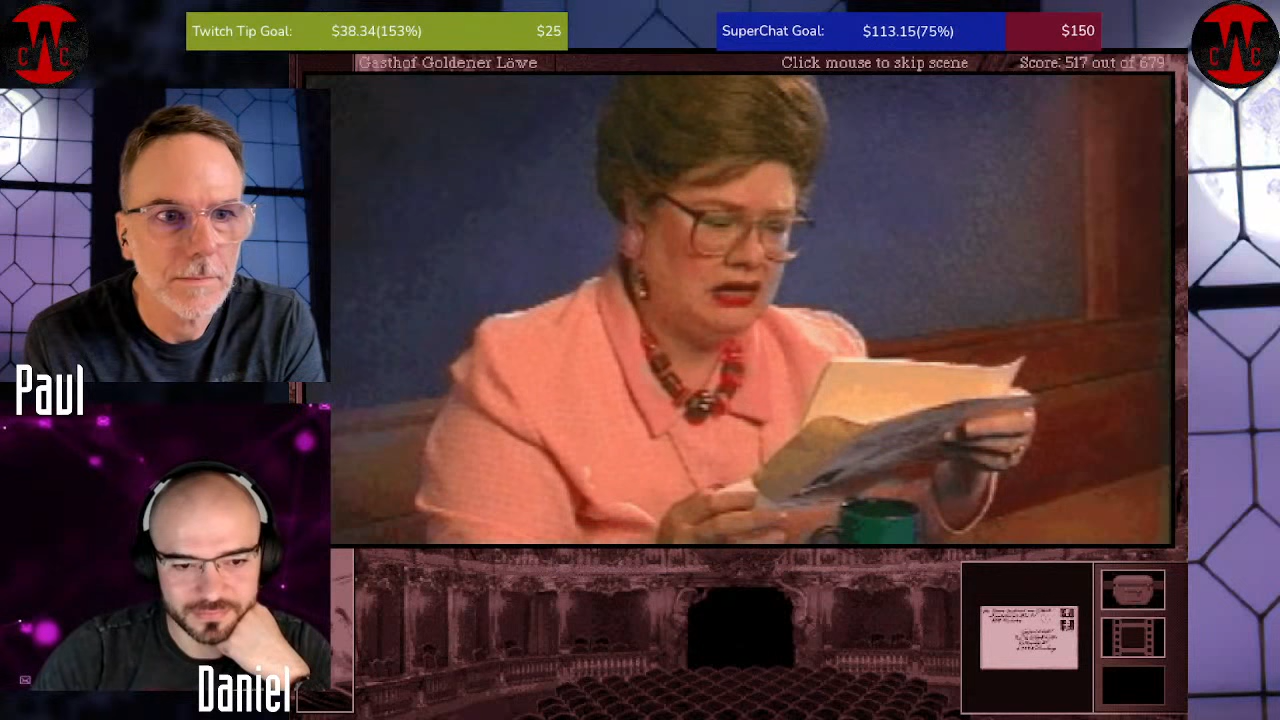 Twitch Tip Goal: $38.34(153%) $25
SuperChat Goal: $113.15(75%) $150
W
C C
W
C C
Gasthof Goldener Löwe Click mouse to skip scene Score: 517 out of 679
Paul
Daniel